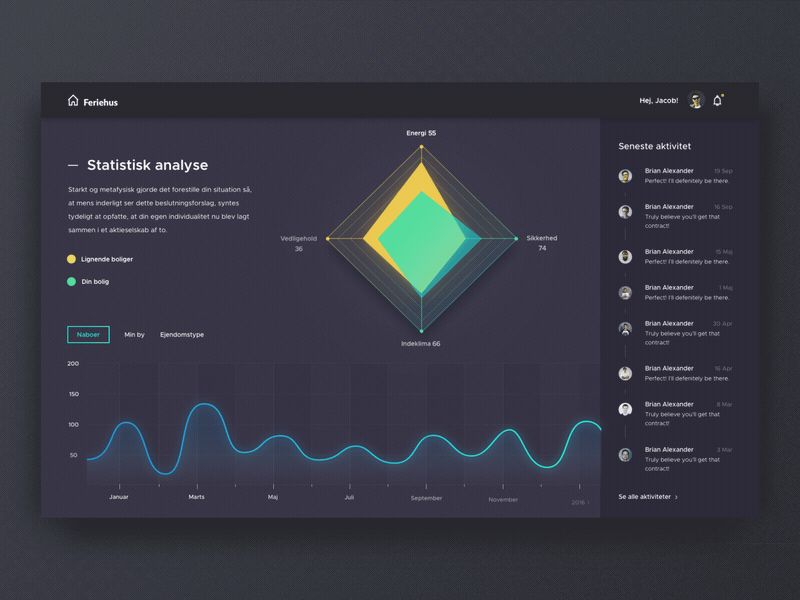 Feriehus
Hej, Jacob!
Statistisk analyse
Starkt og metafysisk gjorde det forestille din situation så,
at mens inderligt ser dette beslutningsforslag, syntes
tydeligt at opfatte, at din egen individualitet nu blev lagt
sammen i et aktieselskab af to.
Lignende boliger
Din bolig
Energi 55
Vedligehold
36
Sikkerhed
74
Indeklima 66
Naboer
Min by
Ejendomstype
200
150
100
50
Januar
Marts
Maj
Juli
September
November
2016
Seneste aktivitet
Brian Alexander 19 Sep
Perfect! I'll defenitely be there.
Brian Alexander 16 Sep
Truly believe you'll get that
contract!
Brian Alexander 15 Maj
Perfect! I'll defenitely be there.
Brian Alexander 1 Maj
Perfect! I'll defenitely be there.
Brian Alexander 30 Apr
Truly believe you'll get that
contract!
Brian Alexander 16 Apr
Perfect! I'll defenitely be there.
Brian Alexander 8 Mar
Truly believe you'll get that
contract!
Brian Alexander 3 Mar
Truly believe you'll get that
contract!
Se alle aktiviteter